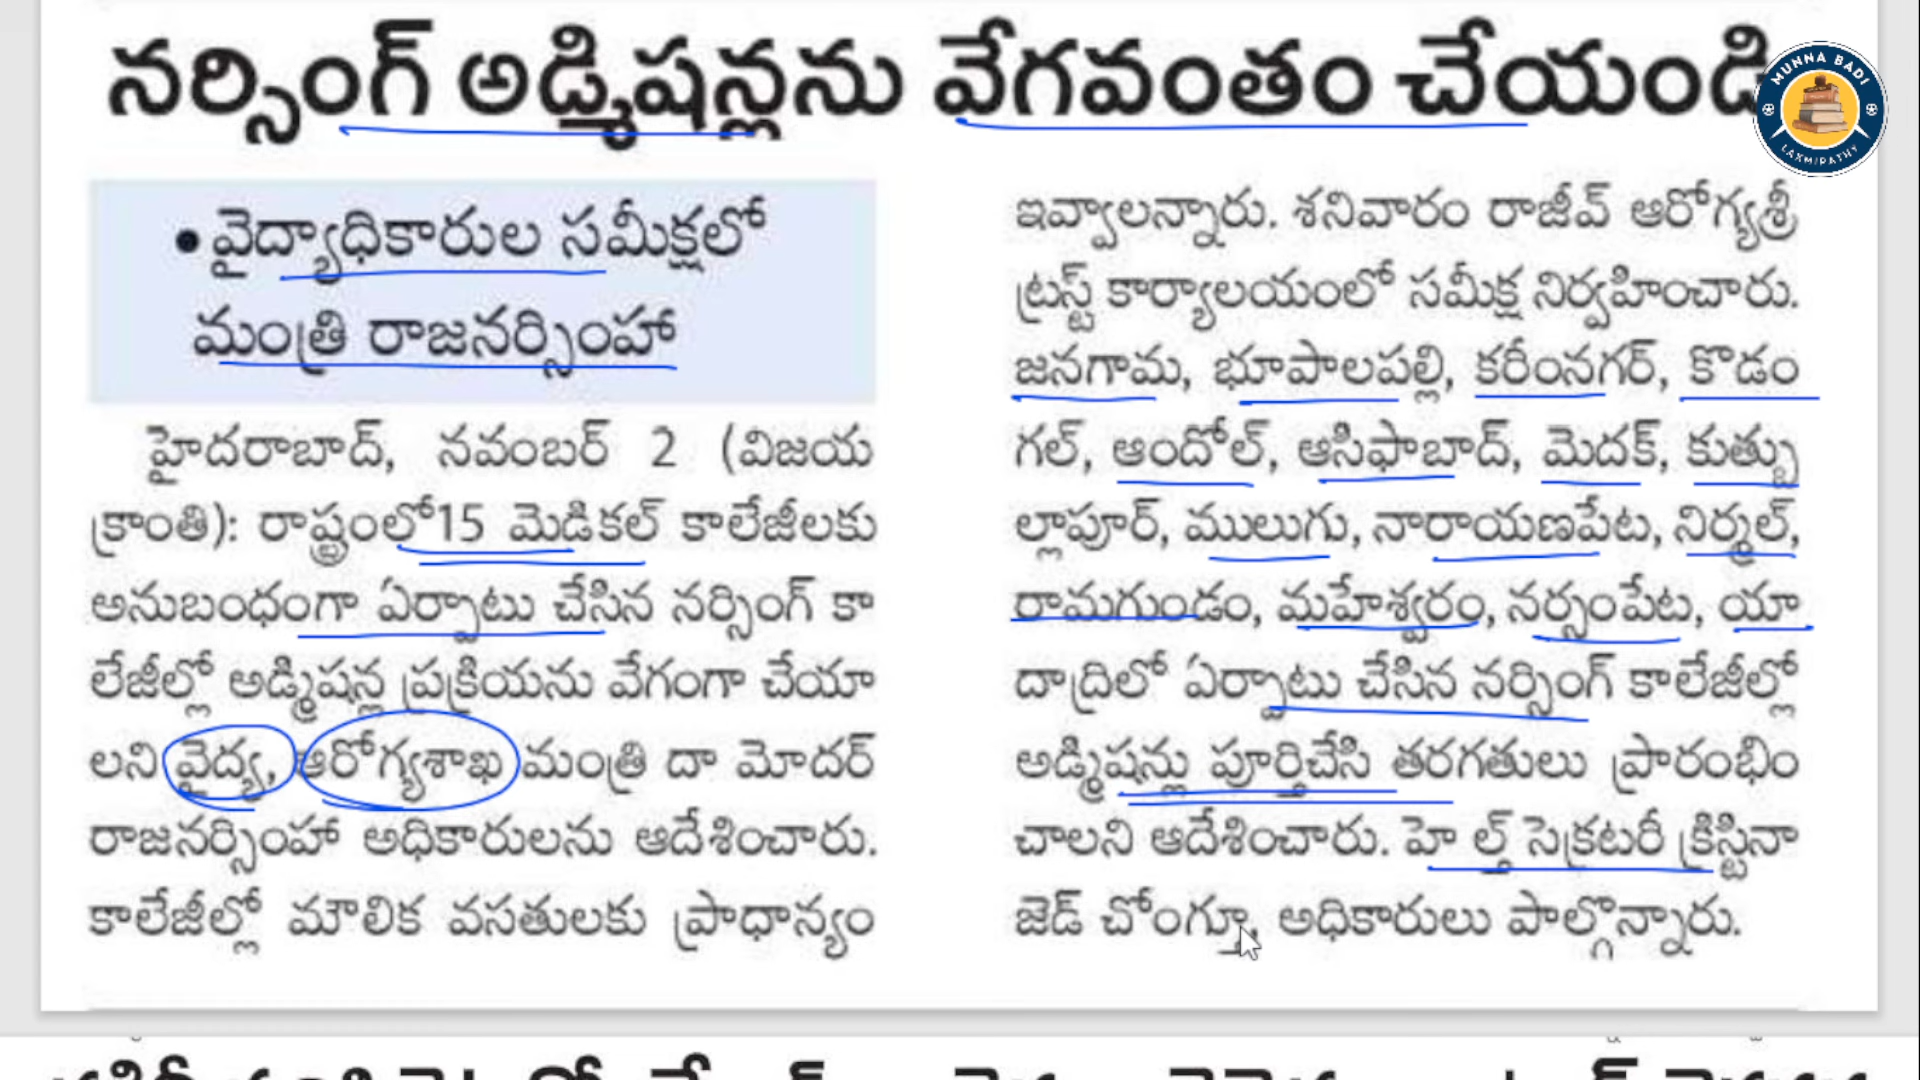 నర్సింగ్ అడ్మిషన్లను వేగవంతం చేయండి
MUNNA BADI
LAXMIPATHY
• వైద్యాధికారుల సమీక్షలో
మంత్రి రాజనర్సింహా
హైదరాబాద్, నవంబర్ 2 (విజయ
క్రాంతి): రాష్ట్రంలో15 మెడికల్ కాలేజీలకు
అనుబంధంగా ఏర్పాటు చేసిన నర్సింగ్ కా
లేజీల్లో అడ్మిషన్ల ప్రక్రియను వేగంగా చేయా
లని వైద్య, ఆరోగ్యశాఖ మంత్రి దా మోదర్
రాజనర్సింహా అధికారులను ఆదేశించారు.
కాలేజీల్లో మౌలిక వసతులకు ప్రాధాన్యం
ఇవ్వాలన్నారు. శనివారం రాజీవ్ ఆరోగ్యశ్రీ
ట్రస్ట్ కార్యాలయంలో సమీక్ష నిర్వహించారు.
జనగామ, భూపాలపల్లి, కరీంనగర్, కొడం
గల్, ఆందోల్, ఆసిఫాబాద్, మెదక్, కుత్బు
ల్లాపూర్, ములుగు, నారాయణపేట, నిర్మల్,
రామగుండం, మహేశ్వరం, నర్సంపేట, యా
దాద్రిలో ఏర్పాటు చేసిన నర్సింగ్ కాలేజీల్లో
అడ్మిషన్లు పూర్తిచేసి తరగతులు ప్రారంభిం
చాలని ఆదేశించారు. హె ల్త్ సెక్రటరీ క్రిస్టినా
జెడ్ చోంగ్తూ, అధికారులు పాల్గొన్నారు.